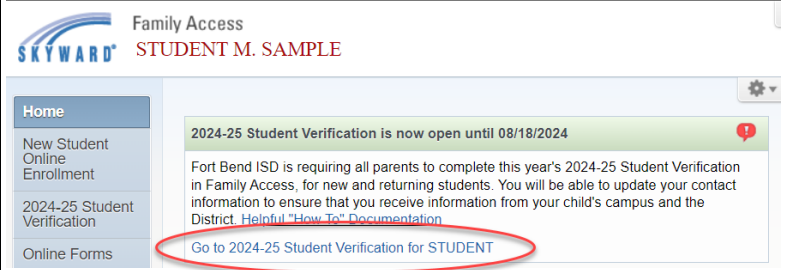 Family Access
SKYWARD®
STUDENT M. SAMPLE
Home
New Student
Online
Enrollment
2024-25 Student
Verification
Online Forms
2024-25 Student Verification is now open until 08/18/2024
Fort Bend ISD is requiring all parents to complete this year's 2024-25 Student Verification
in Family Access, for new and returning students. You will be able to update your contact
information to ensure that you receive information from your child's campus and the
District. Helpful "How To" Documentation
Go to 2024-25 Student Verification for STUDENT